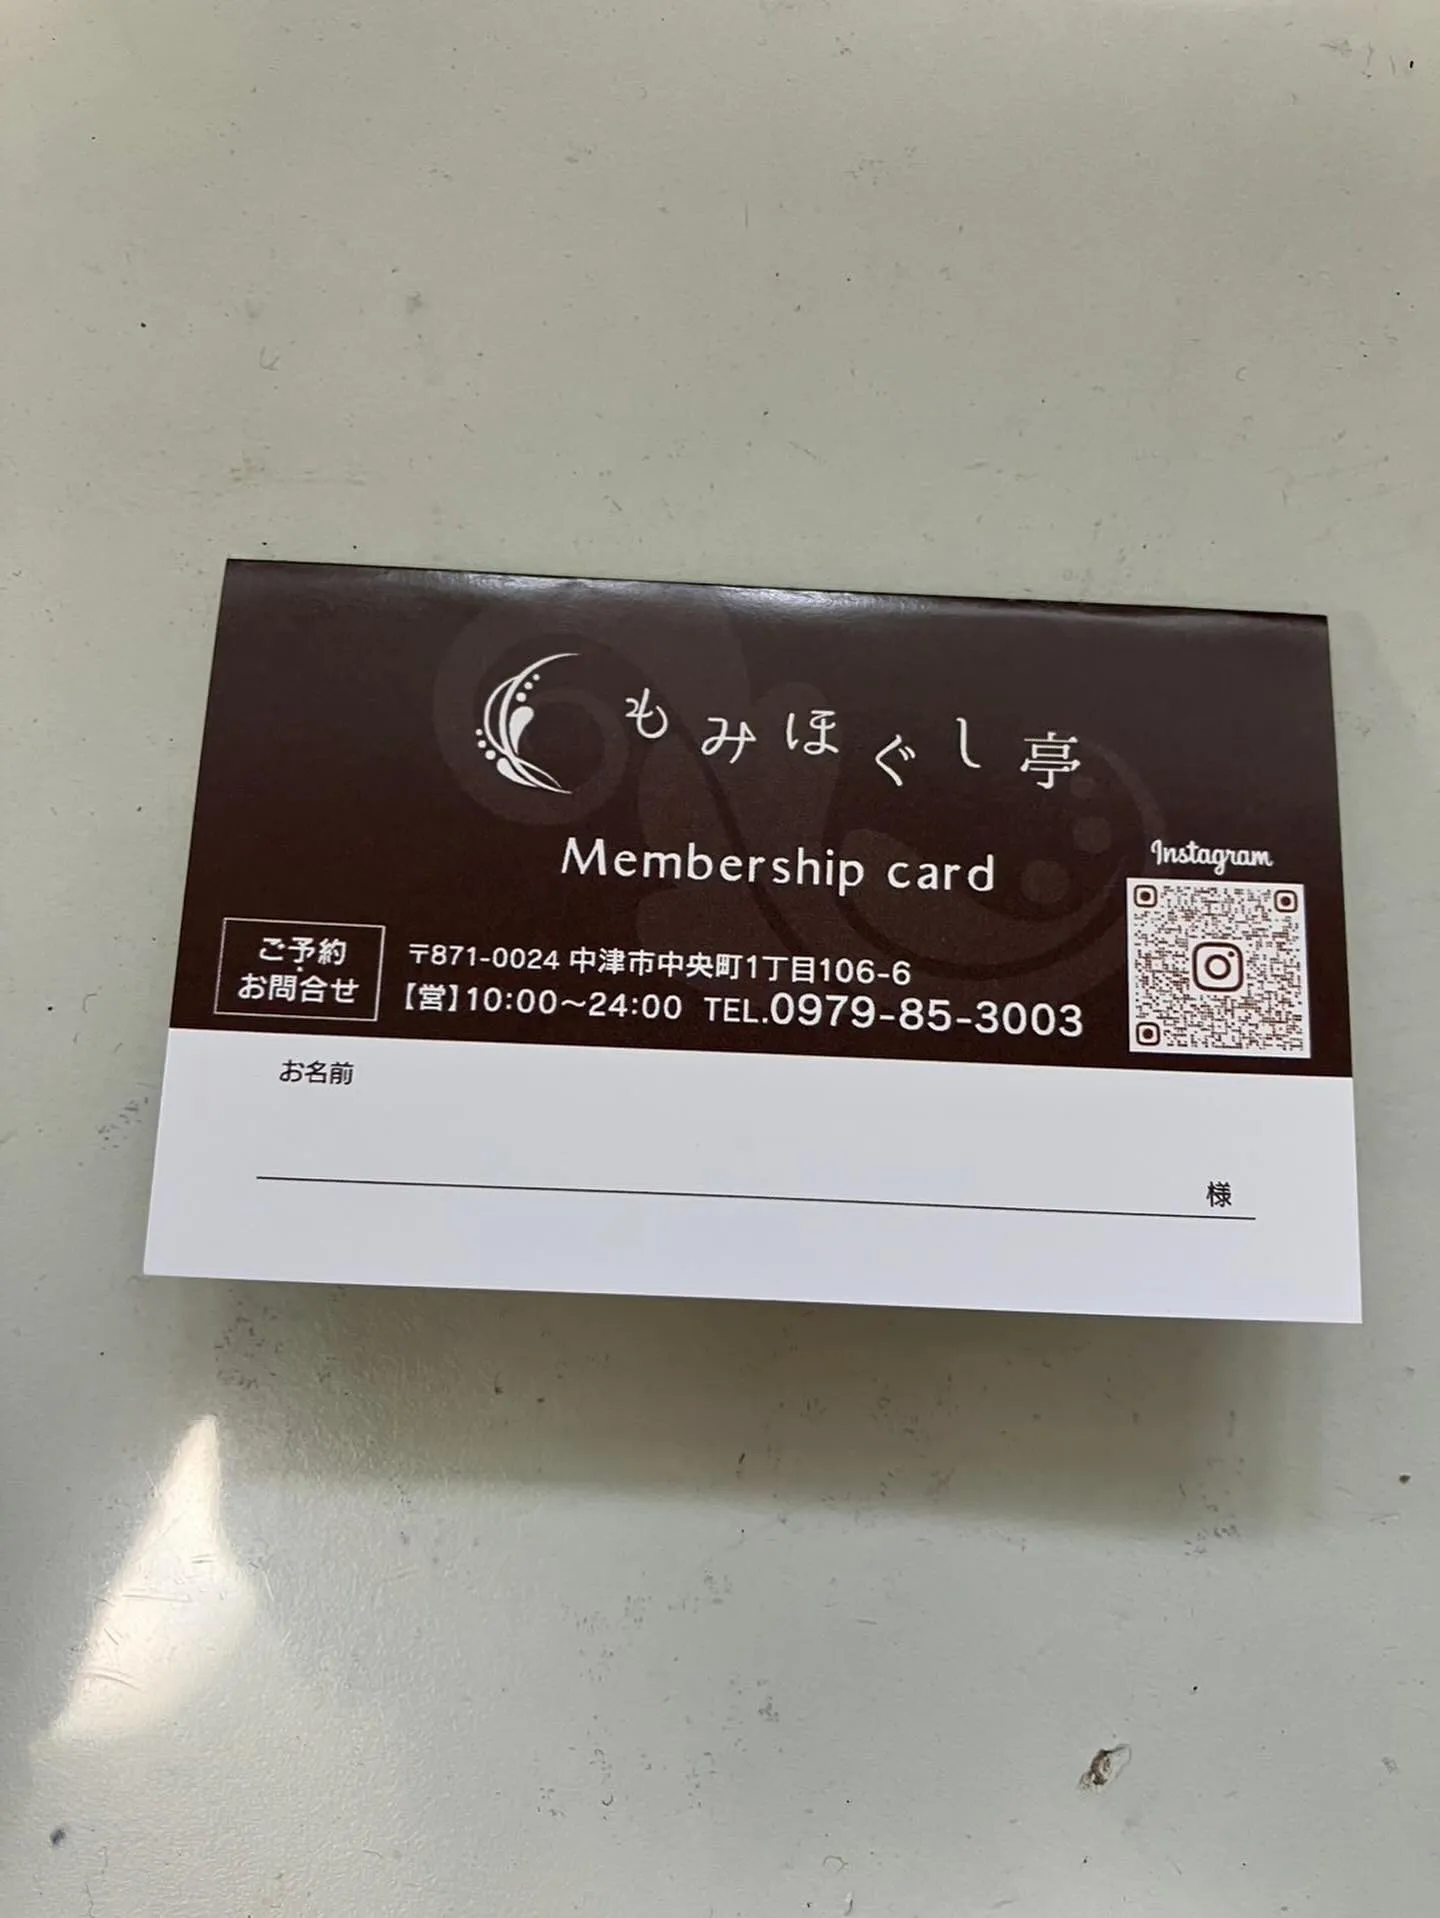 もみほぐし亭
Membership card
Instagram
ご予約
・
お問合せ
〒871-0024 中津市中央町1丁目106-6
【営】10:00〜24:00 TEL.0979-85-3003
お名前
様